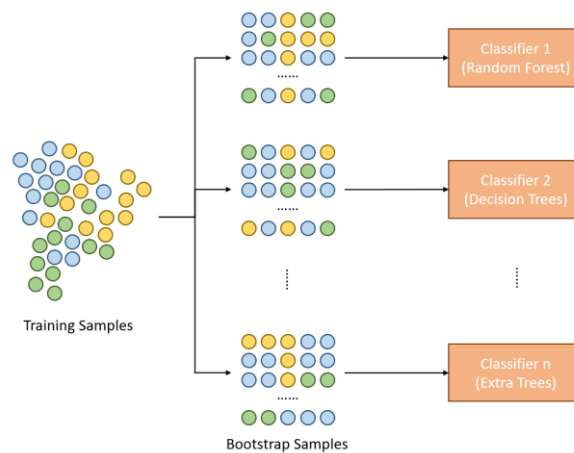 Classifier 1
(Random Forest)
......
Classifier 2
(Decision Trees)
......
Training Samples
Classifier n
(Extra Trees)
......
Bootstrap Samples